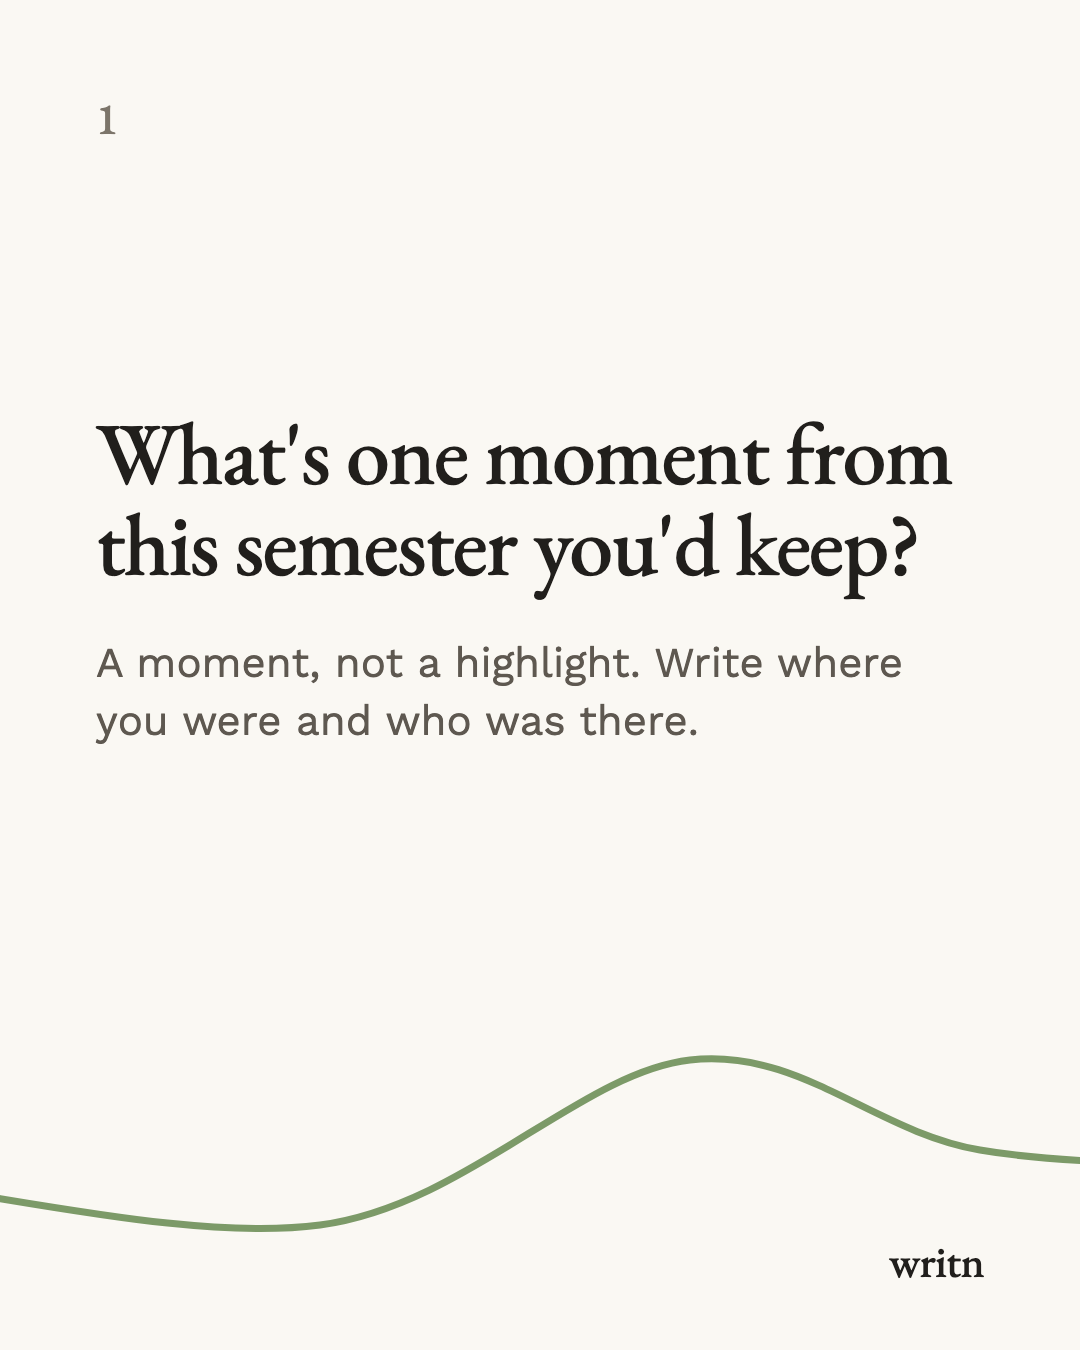 1
What's one moment from
this semester you'd keep?
A moment, not a highlight. Write where
you were and who was there.
writn